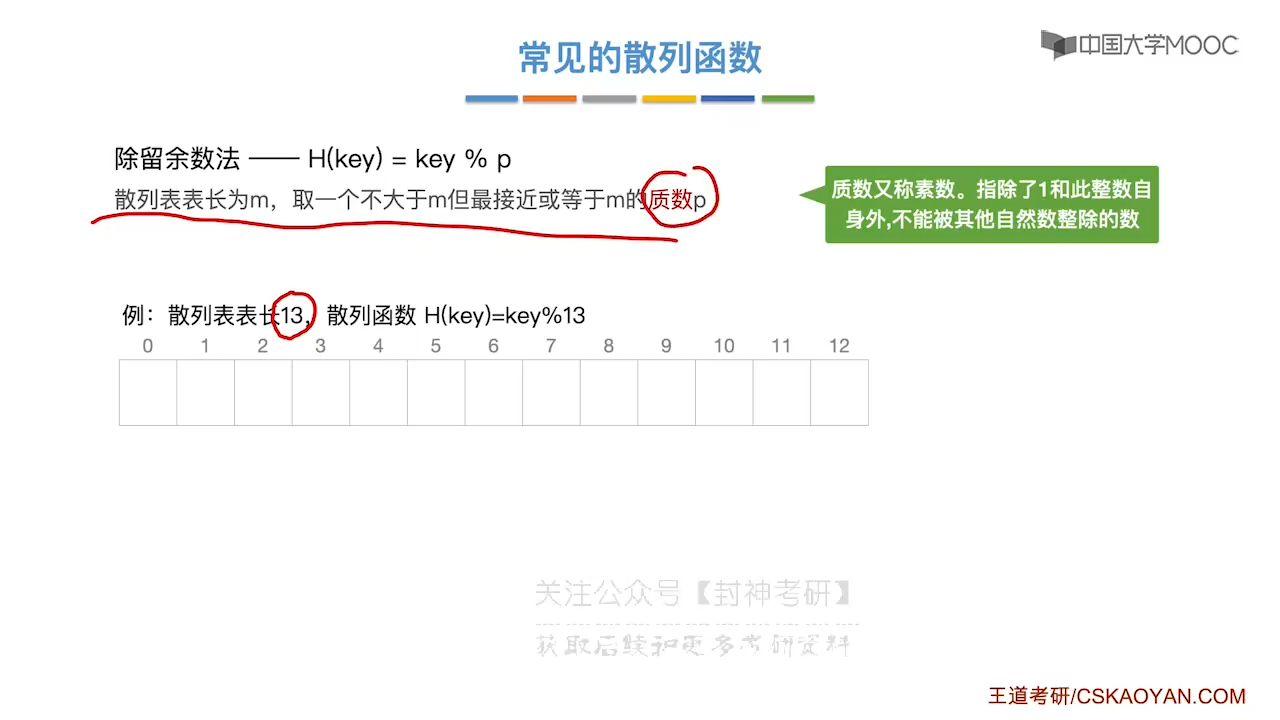 常见的散列函数
中国大学MOOC
除留余数法 —— H(key) = key % p
散列表表长为m，取一个不大于m但最接近或等于m的质数p
质数又称素数。指除了1和此整数自
身外,不能被其他自然数整除的数
例：散列表表长13，散列函数 H(key)=key%13
0 1 2 3 4 5 6 7 8 9 10 11 12
关注公众号【封神考研】
获取后续和更多考研资料
王道考研/CSKAOYAN.COM